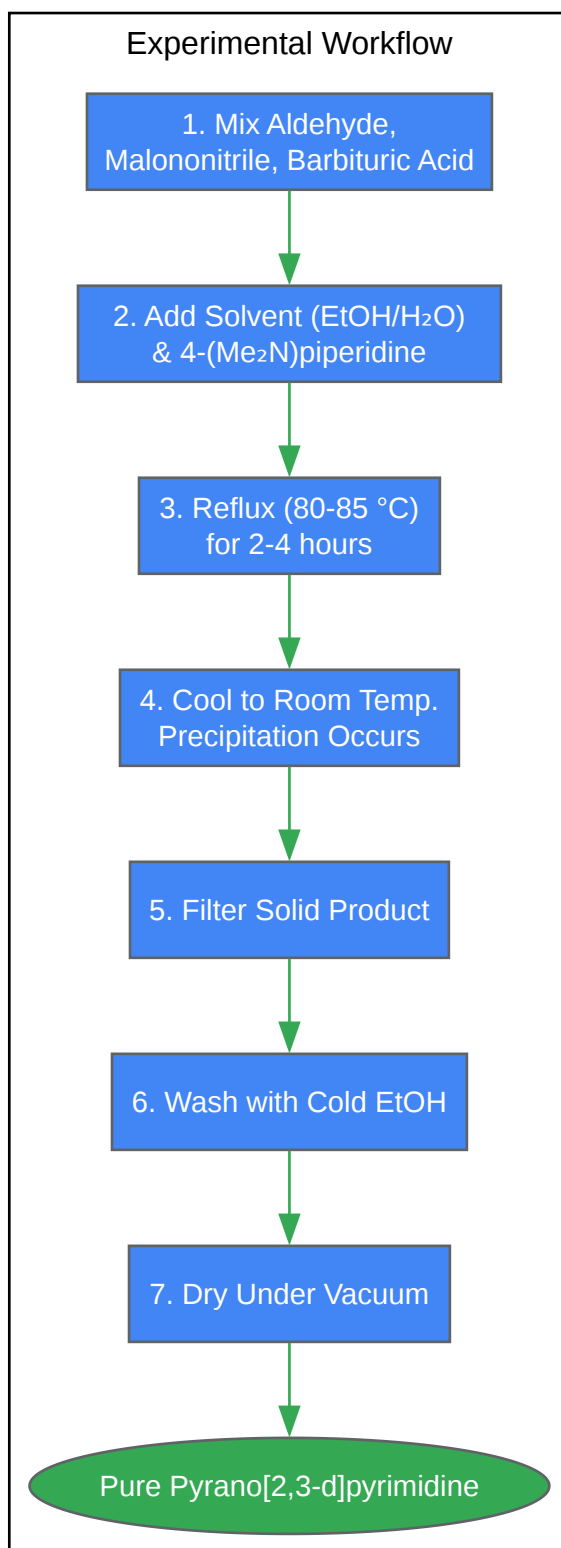 Experimental Workflow
1. Mix Aldehyde,
Malononitrile, Barbituric Acid
2. Add Solvent (EtOH/H₂O)
& 4-(Me₂N)piperidine
3. Reflux (80-85 °C)
for 2-4 hours
4. Cool to Room Temp.
Precipitation Occurs
5. Filter Solid Product
6. Wash with Cold EtOH
7. Dry Under Vacuum
Pure Pyrano[2,3-d]pyrimidine